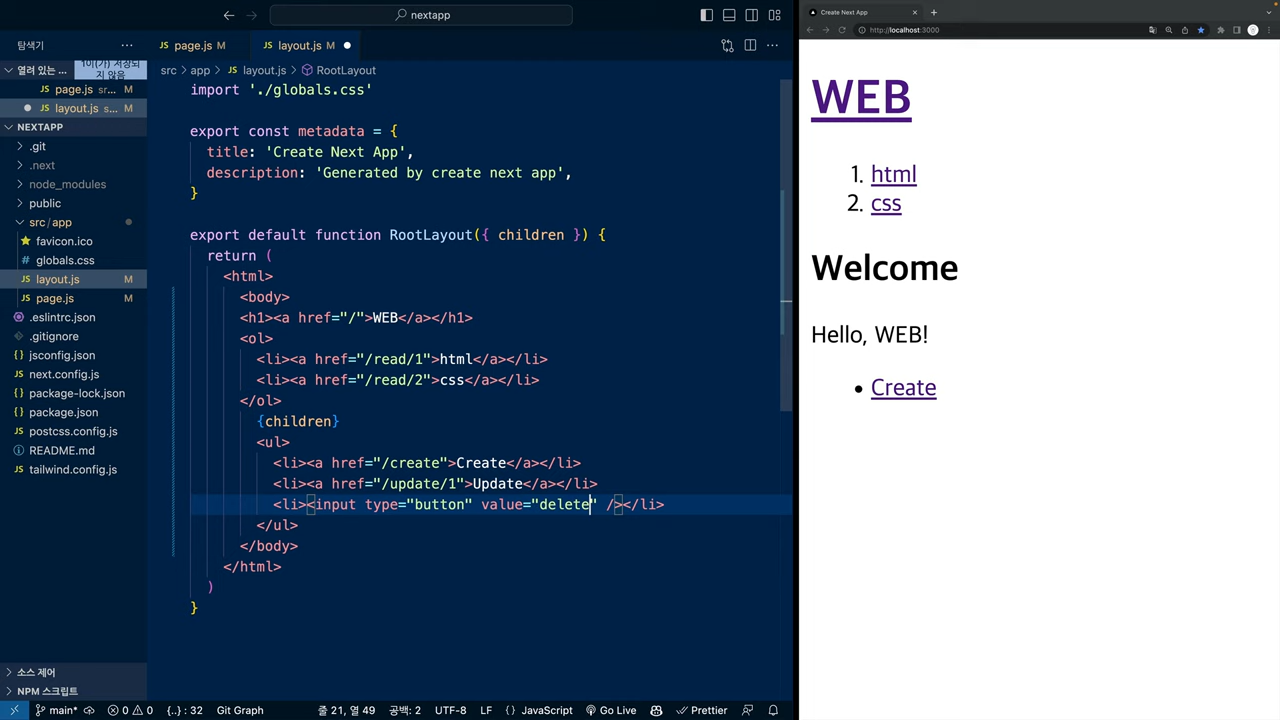 nextapp
탐색기
열려 있는 ...
1이(가) 저장되지 않음
page.js sr... M
layout.js s... M
NEXTAPP
.git
.next
node_modules
public
src/app
favicon.ico
globals.css
layout.js M
page.js M
.eslintrc.json
.gitignore
jsconfig.json
next.config.js
package-lock.json
package.json
postcss.config.js
README.md
tailwind.config.js
소스 제어
NPM 스크립트
page.js M
layout.js M
src > app > layout.js > RootLayout
import './globals.css'
export const metadata = {
title: 'Create Next App',
description: 'Generated by create next app',
}
export default function RootLayout({ children }) {
return (
<html>
<body>
<h1><a href="/">WEB</a></h1>
<ol>
<li><a href="/read/1">html</a></li>
<li><a href="/read/2">css</a></li>
</ol>
{children}
<ul>
<li><a href="/create">Create</a></li>
<li><a href="/update/1">Update</a></li>
<li><input type="button" value="delete" /></li>
</ul>
</body>
</html>
)
}
main* 0 0 {..} : 32 Git Graph 줄 21, 열 49 공백: 2 UTF-8 LF {} JavaScript Go Live Prettier
Create Next App
http://localhost:3000
WEB
1. html
2. css
Welcome
Hello, WEB!
• Create